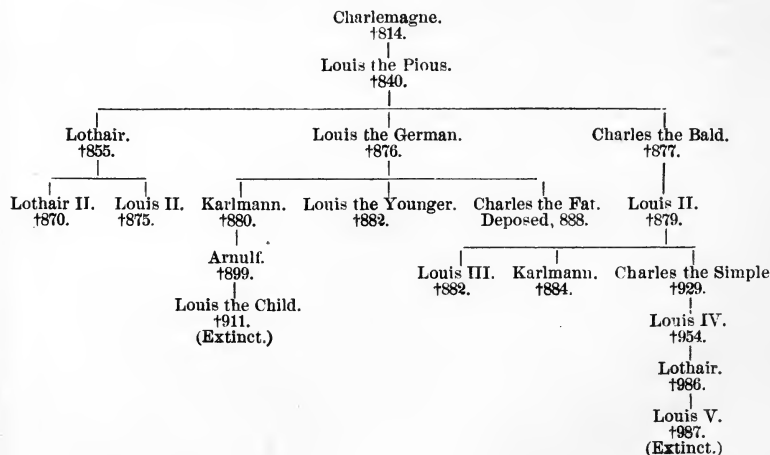 Charlemagne.
†814.
Louis the Pious.
†840.
Lothair. Louis the German. Charles the Bald.
†855. †876. †877.
Lothair II. Louis II. Karlmann. Louis the Younger. Charles the Fat. Louis II.
†870. †875. †880. †882. Deposed, 888. †879.
Arnulf. Louis III. Karlmann. Charles the Simple
†899. †882. †884. †929.
Louis the Child. Louis IV.
†911. †954.
(Extinct.) Lothair.
†986.
Louis V.
†987.
(Extinct.)